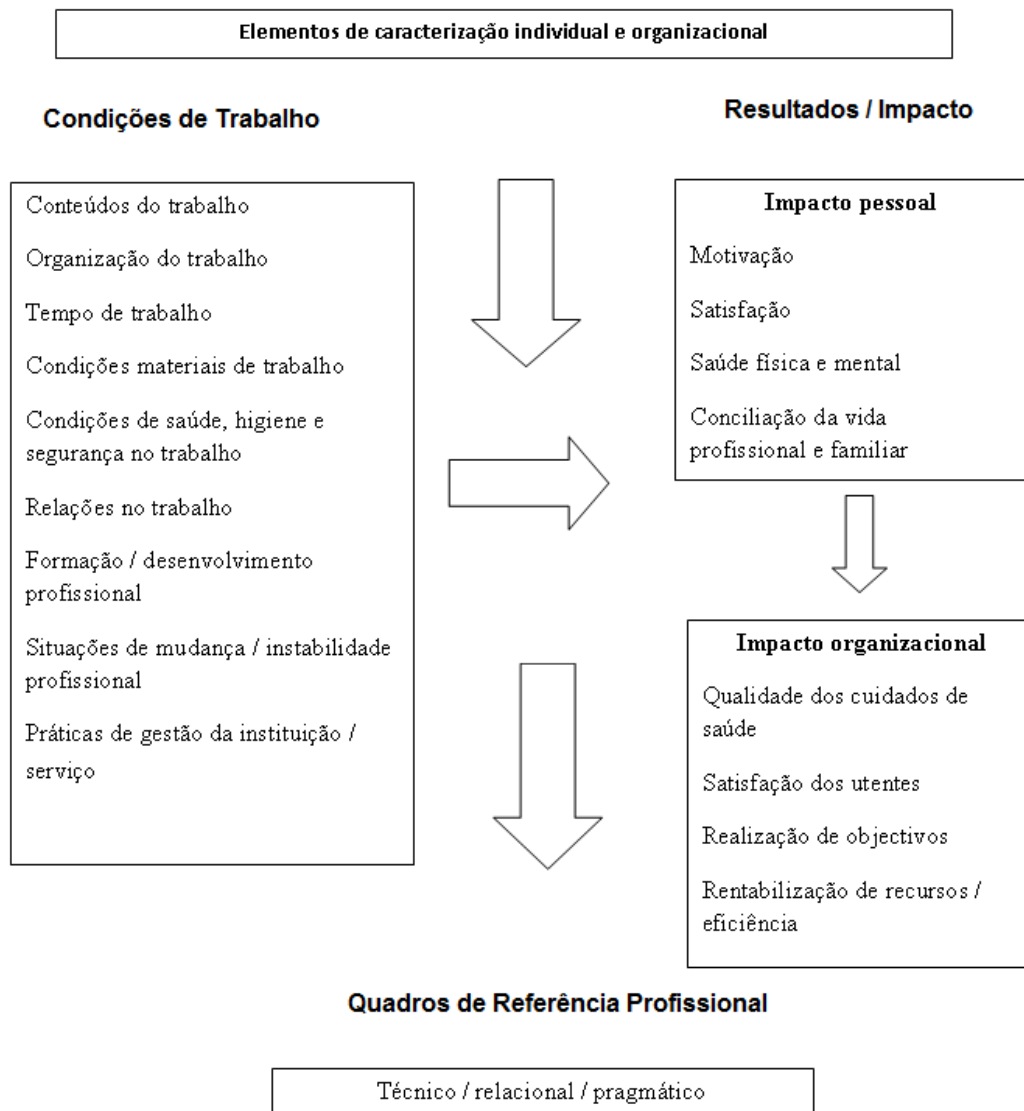 Elementos de caracterização individual e organizacional
Condições de Trabalho
Conteúdos do trabalho
Organização do trabalho
Tempo de trabalho
Condições materiais de trabalho
Condições de saúde, higiene e
segurança no trabalho
Relações no trabalho
Formação / desenvolvimento
profissional
Situações de mudança / instabilidade
profissional
Práticas de gestão da instituição /
serviço
Resultados / Impacto
Impacto pessoal
Motivação
Satisfação
Saúde física e mental
Conciliação da vida
profissional e familiar
Impacto organizacional
Qualidade dos cuidados de
saúde
Satisfação dos utentes
Realização de objectivos
Rentabilização de recursos /
eficiência
Quadros de Referência Profissional
Técnico / relacional / pragmático